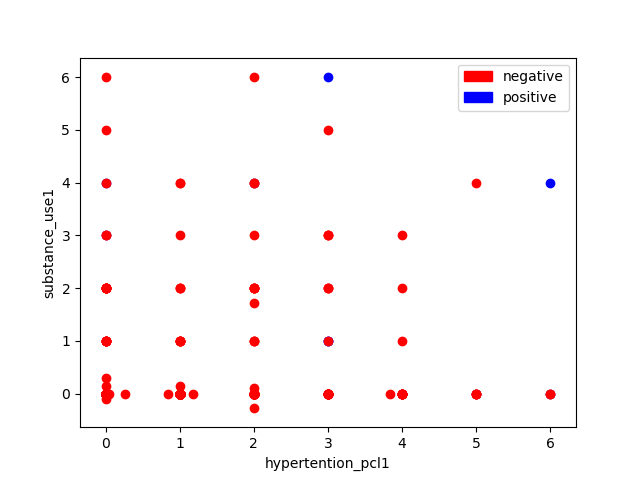 negative
positive
6
5
4
3
2
1
0
substance_use1
0 1 2 3 4 5 6
hypertention_pcl1